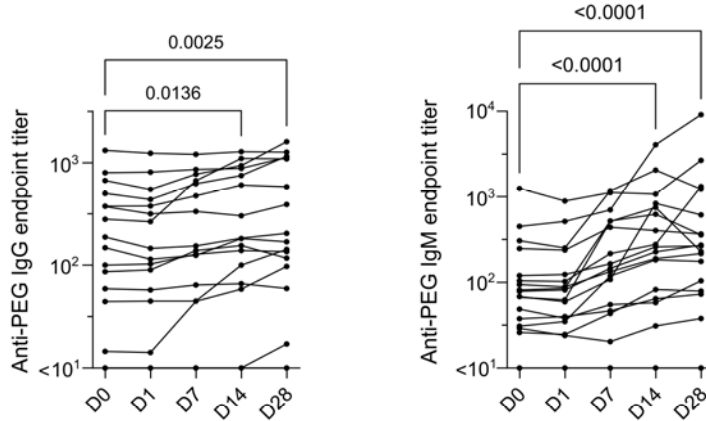 0.0025
0.0136
Anti-PEG IgG endpoint titer
10³
10²
<10¹
D0 D1 D7 D14 D28
<0.0001
<0.0001
Anti-PEG IgM endpoint titer
10⁴
10³
10²
<10¹
D0 D1 D7 D14 D28